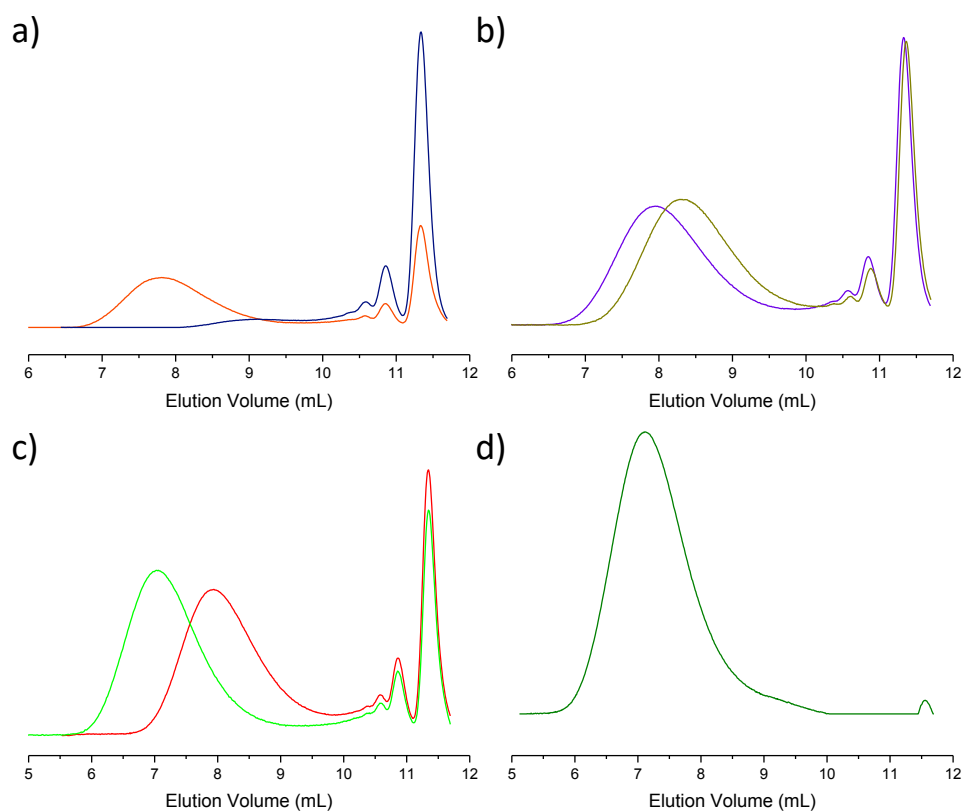 a)
6 7 8 9 10 11 12
Elution Volume (mL)
b)
6 7 8 9 10 11 12
Elution Volume (mL)
c)
5 6 7 8 9 10 11 12
Elution Volume (mL)
d)
5 6 7 8 9 10 11 12
Elution Volume (mL)